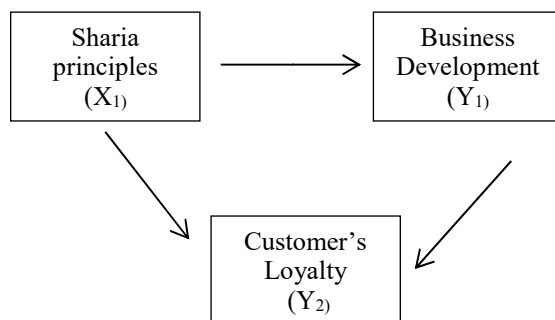 Sharia
principles
(X₁)
Business
Development
(Y₁)
Customer's
Loyalty
(Y₂)